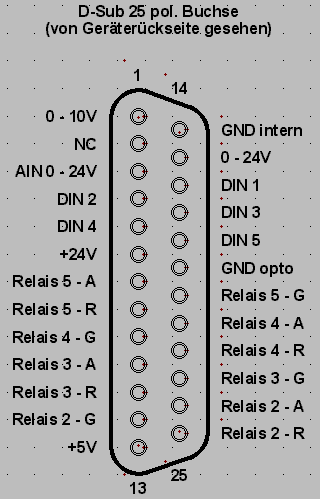 D-Sub 25 pol. Buchse
(von Geräterückseite gesehen)
1
14
0 - 10V
GND intern
NC
0 - 24V
AIN 0 - 24V
DIN 1
DIN 2
DIN 3
DIN 4
DIN 5
+24V
GND opto
Relais 5 - A
Relais 5 - G
Relais 5 - R
Relais 4 - A
Relais 4 - G
Relais 4 - R
Relais 3 - A
Relais 3 - G
Relais 3 - R
Relais 2 - A
Relais 2 - G
Relais 2 - R
+5V
25
13